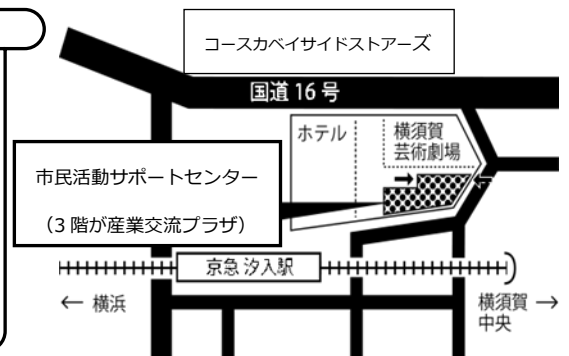 コースカベイサイドストアーズ
国道 16 号
ホテル
横須賀
芸術劇場
市民活動サポートセンター
(3 階が産業交流プラザ)
京急 汐入駅
← 横浜
横須賀 →
中央